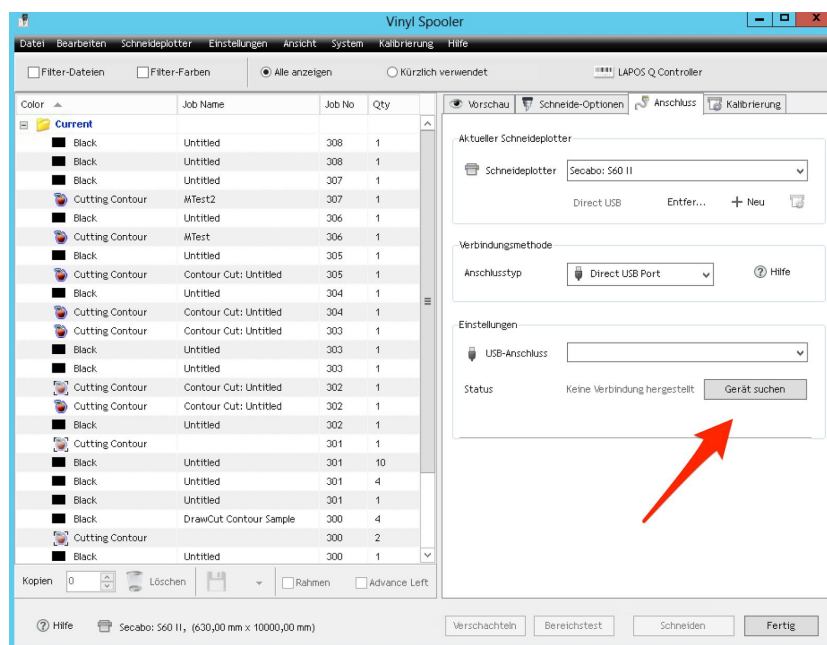 Vinyl Spooler
Datei Bearbeiten Schneideplotter Einstellungen Ansicht System Kalibrierung Hilfe
Filter-Dateien Filter-Farben Alle anzeigen Kürzlich verwendet LAPOS Q Controller
Color Job Name Job No Qty
Current
Black Untitled 308 1
Black Untitled 308 1
Black Untitled 307 1
Cutting Contour MTest2 307 1
Black Untitled 306 1
Cutting Contour MTest 306 1
Black Untitled 305 1
Cutting Contour Contour Cut: Untitled 305 1
Black Untitled 304 1
Cutting Contour Contour Cut: Untitled 304 1
Cutting Contour Contour Cut: Untitled 303 1
Black Untitled 303 1
Black Untitled 303 1
Cutting Contour Contour Cut: Untitled 302 1
Cutting Contour Contour Cut: Untitled 302 1
Black Untitled 302 1
Cutting Contour 301 1
Black Untitled 301 10
Black Untitled 301 4
Black Untitled 301 1
Black DrawCut Contour Sample 300 4
Cutting Contour 300 2
Black Untitled 300 1
Kopien 0 Löschen Rahmen Advance Left
Vorschau Schneide-Optionen Anschluss Kalibrierung
Aktueller Schneideplotter
Schneideplotter Secabo: S60 II
Direct USB Entfer... + Neu
Verbindungsmethode
Anschlusstyp Direct USB Port Hilfe
Einstellungen
USB-Anschluss
Status Keine Verbindung hergestellt Gerät suchen
Hilfe Secabo: S60 II, (630,00 mm x 10000,00 mm) Verschachteln Bereichstest Schneiden Fertig